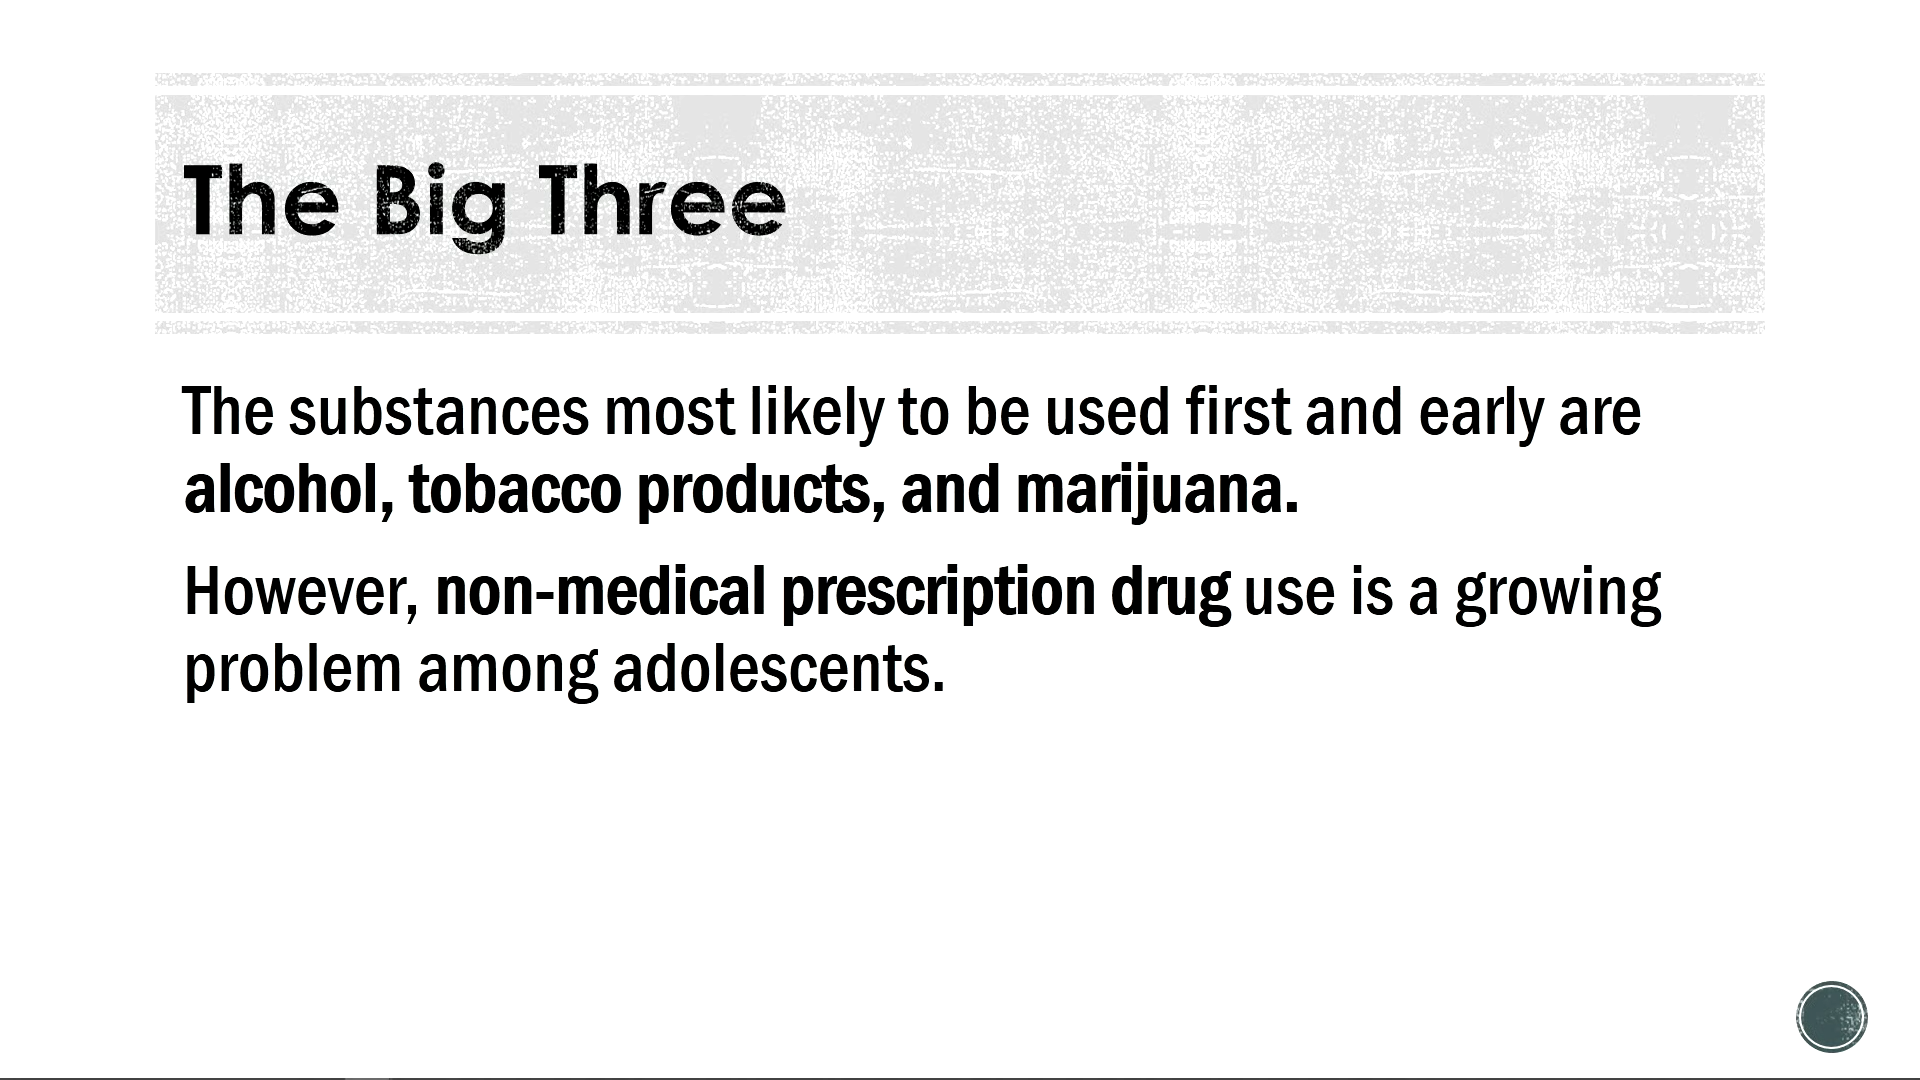 The Big Three
The substances most likely to be used first and early are
alcohol, tobacco products, and marijuana.
However, non-medical prescription drug use is a growing
problem among adolescents.